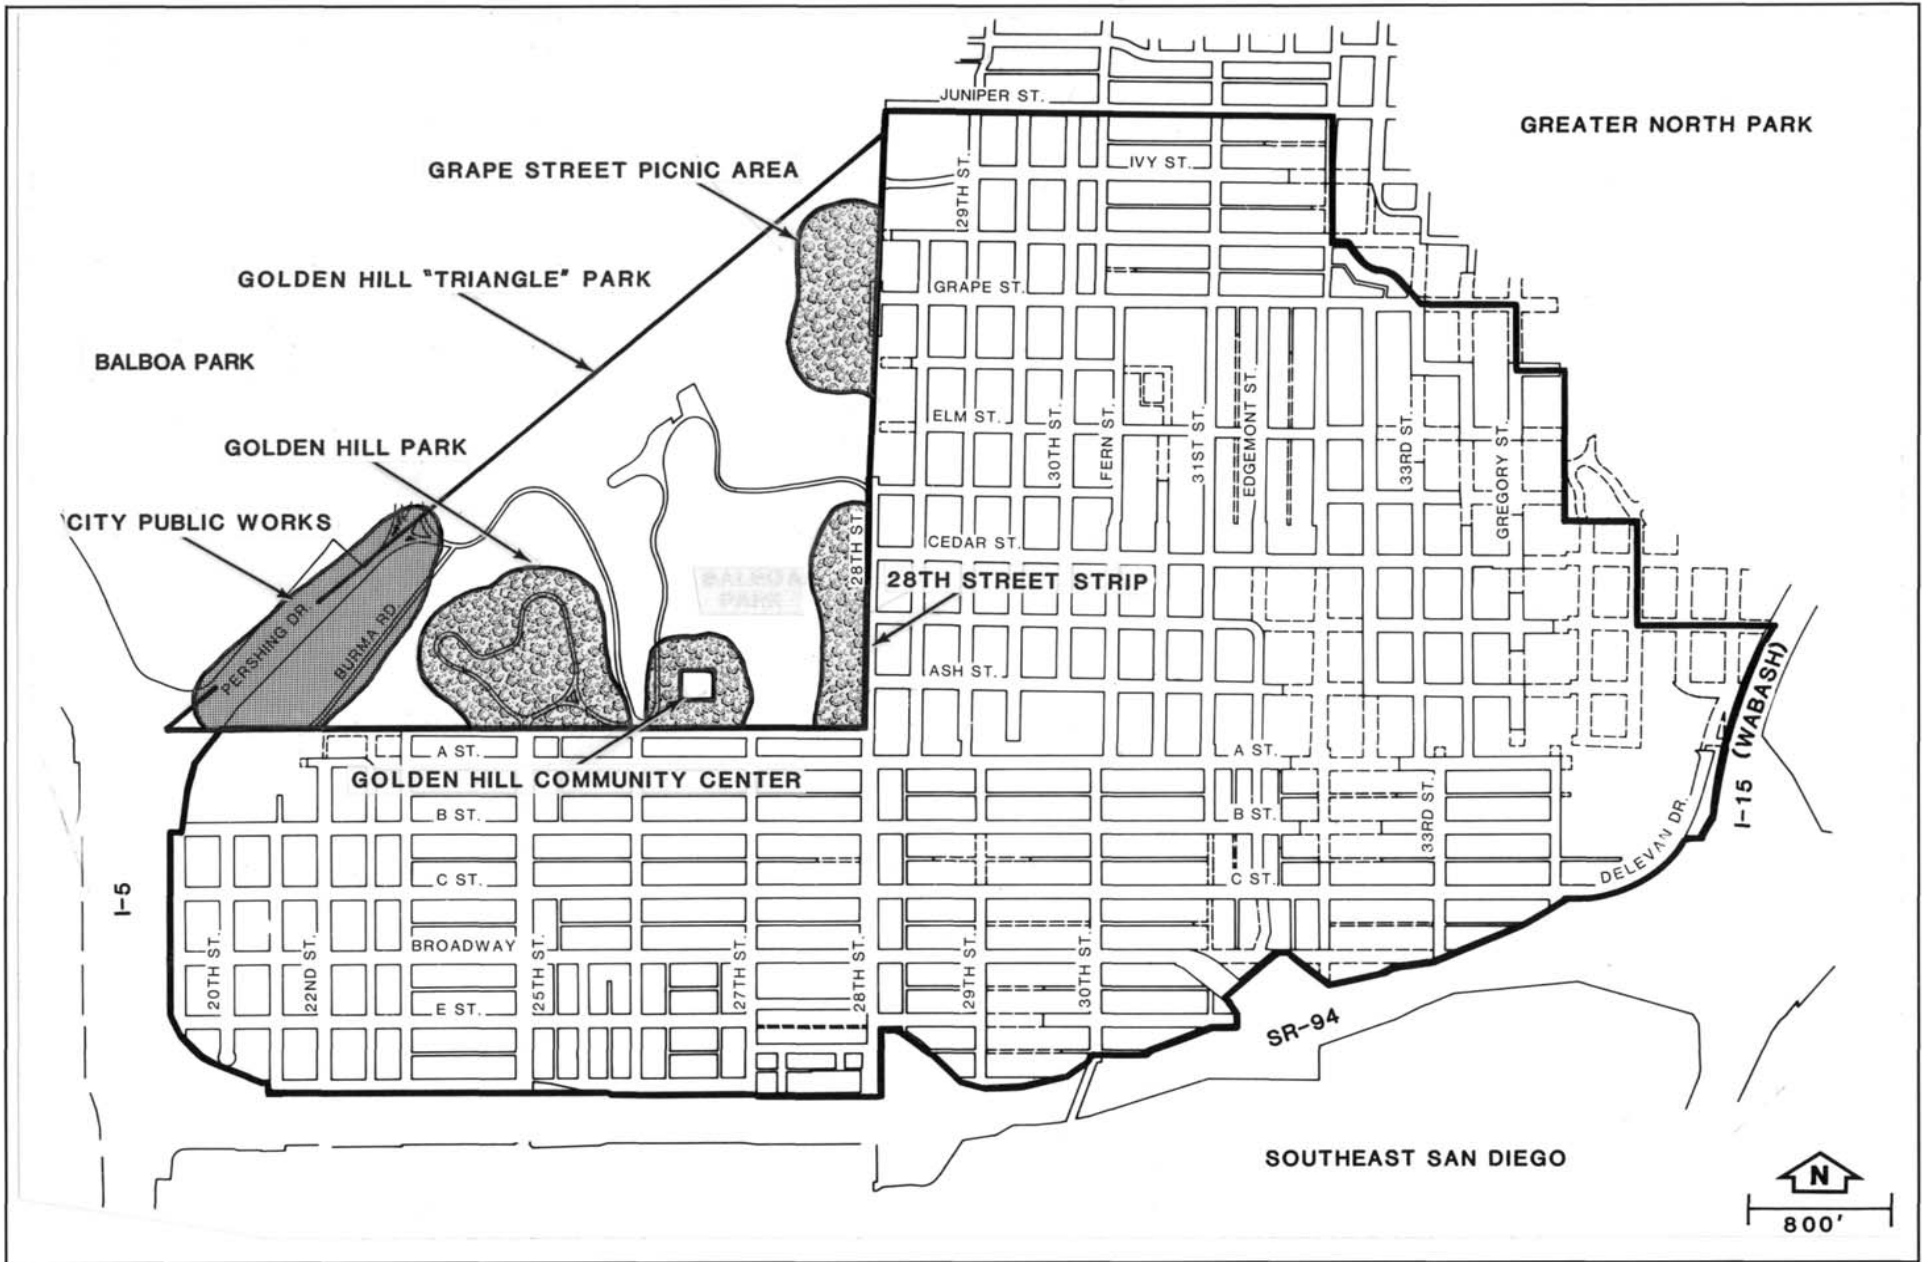 JUNIPER ST.
GREATER NORTH PARK
GRAPE STREET PICNIC AREA
IVY ST.
29TH ST.
GOLDEN HILL "TRIANGLE" PARK
GRAPE ST.
BALBOA PARK
ELM ST.
30TH ST.
FERN ST.
31ST ST.
EDGEMONT ST.
33RD ST.
GREGORY ST.
GOLDEN HILL PARK
CITY PUBLIC WORKS
28TH ST.
CEDAR ST.
BALBOA
PARK
28TH STREET STRIP
PERSHING DR
BURMA RD
ASH ST.
I-15 (WABASH)
A ST.
A ST.
GOLDEN HILL COMMUNITY CENTER
B ST.
B ST.
33RD ST.
DELEVAN DR.
C ST.
C ST.
I-5
BROADWAY
20TH ST.
22ND ST.
25TH ST.
27TH ST.
28TH ST.
29TH ST.
30TH ST.
E ST.
SR-94
SOUTHEAST SAN DIEGO
N
800'